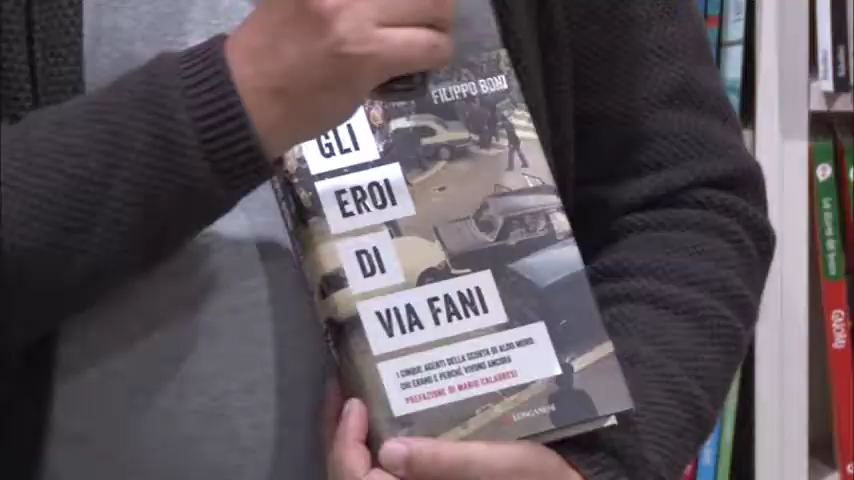 FILIPPO BONI
GLI
EROI
DI
VIA FANI
I CINQUE AGENTI DELLA SCORTA DI ALDO MORO
CHI ERANO E PERCHÉ VIVONO ANCORA
PREFAZIONE DI MARIO CALABRESI
LONGANESI
GNOMI